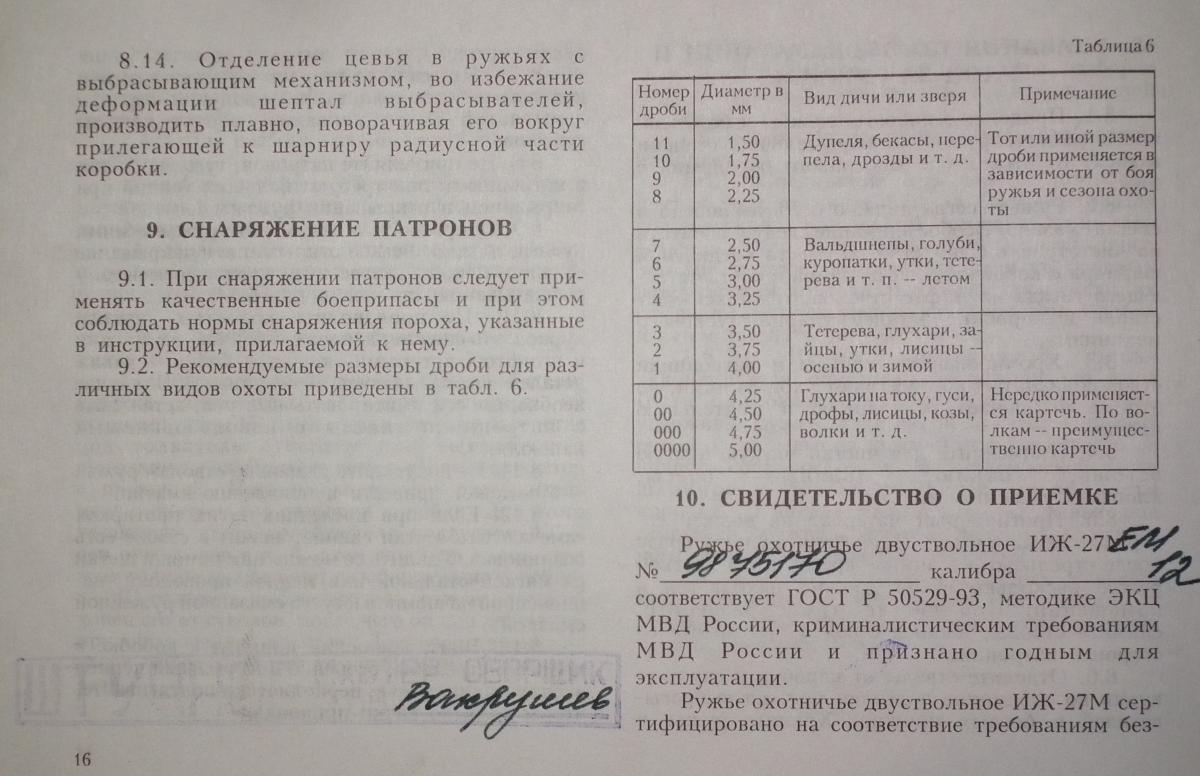 8.14. Отделение цевья в ружьях с
выбрасывающим механизмом, во избежание
деформации шептал выбрасывателей,
производить плавно, поворачивая его вокруг
прилегающей к шарниру радиусной части
коробки.
9. СНАРЯЖЕНИЕ ПАТРОНОВ
9.1. При снаряжении патронов следует при-
менять качественные боеприпасы и при этом
соблюдать нормы снаряжения пороха, указанные
в инструкции, прилагаемой к нему.
9.2. Рекомендуемые размеры дроби для раз-
личных видов охоты приведены в табл. 6.
Вахрушев
16
Таблица 6
Номер дроби Диаметр в мм Вид дичи или зверя Примечание
11 1,50 Дупеля, бекасы, пере- Тот или иной размер
10 1,75 пела, дрозды и т. д. дроби применяется в
9 2,00 зависимости от боя
8 2,25 ружья и сезона охо-
ты
7 2,50 Вальдшнепы, голуби,
6 2,75 куропатки, утки, тете-
5 3,00 рева и т. п. -- летом
4 3,25
3 3,50 Тетерева, глухари, за-
2 3,75 йцы, утки, лисицы --
1 4,00 осенью и зимой
0 4,25 Глухари на току, гуси, Нередко применяет-
00 4,50 дрофы, лисицы, козы, ся картечь. По во-
000 4,75 волки и т. д. лкам -- преимущес-
0000 5,00 твенно картечь
10. СВИДЕТЕЛЬСТВО О ПРИЕМКЕ
Ружье охотничье двуствольное ИЖ-27М ЕМ
№ 9875170 калибра 12
соответствует ГОСТ Р 50529-93, методике ЭКЦ
МВД России, криминалистическим требованиям
МВД России и признано годным для
эксплуатации.
Ружье охотничье двуствольное ИЖ-27М сер-
тифицировано на соответствие требованиям без-